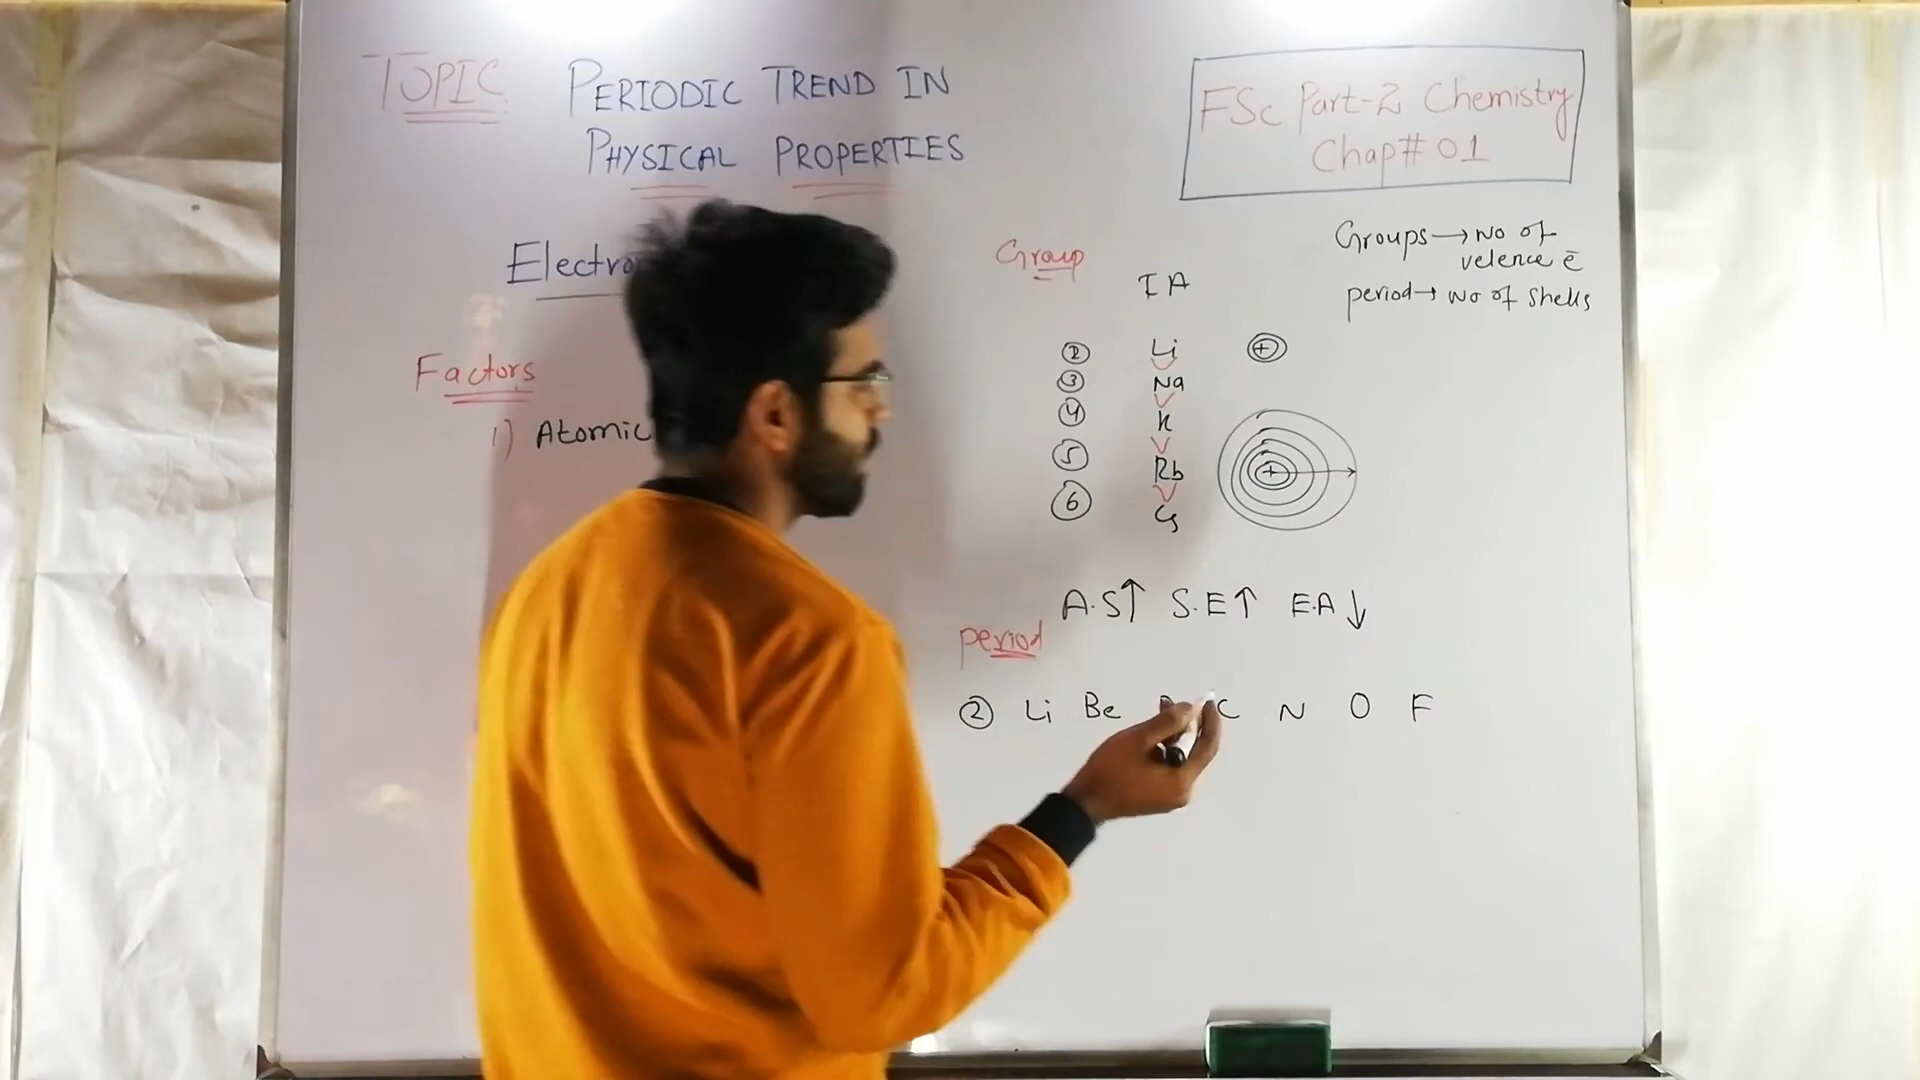 TOPIC PERIODIC TREND IN
PHYSICAL PROPERTIES
FSc Part-2 Chemistry
Chap# 01
Factors
1) Atomic
Group
I A
② Li +
③ Na
④ K
⑤ Rb +
⑥ Cs
Groups → No of
velence ē
period → No of shells
A.S↑ S.E↑ E.A↓
period
② Li Be C N O F